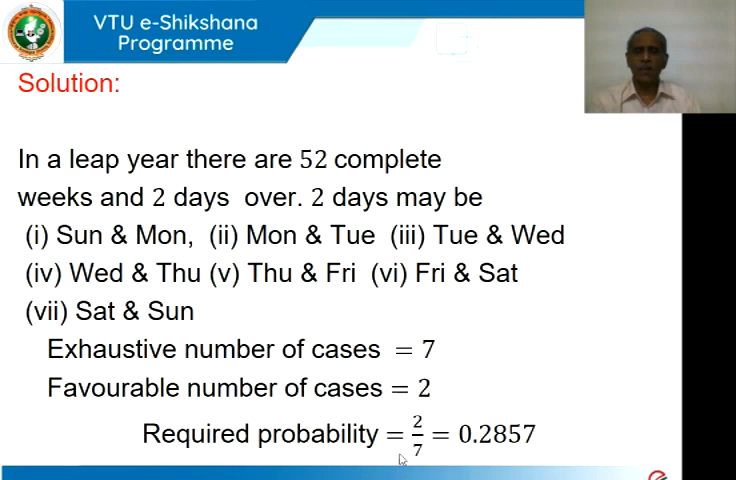 VTU e-Shikshana
Programme
Solution:
In a leap year there are 52 complete
weeks and 2 days over. 2 days may be
(i) Sun & Mon, (ii) Mon & Tue (iii) Tue & Wed
(iv) Wed & Thu (v) Thu & Fri (vi) Fri & Sat
(vii) Sat & Sun
Exhaustive number of cases = 7
Favourable number of cases = 2
Required probability = 2/7 = 0.2857